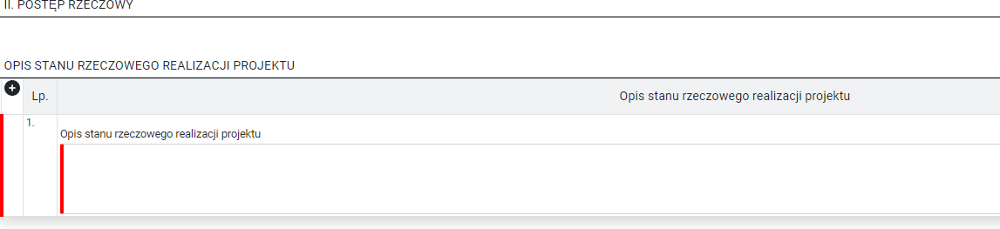 II. POSTĘP RZECZOWY
OPIS STANU RZECZOWEGO REALIZACJI PROJEKTU
Lp.
Opis stanu rzeczowego realizacji projektu
1.
Opis stanu rzeczowego realizacji projektu